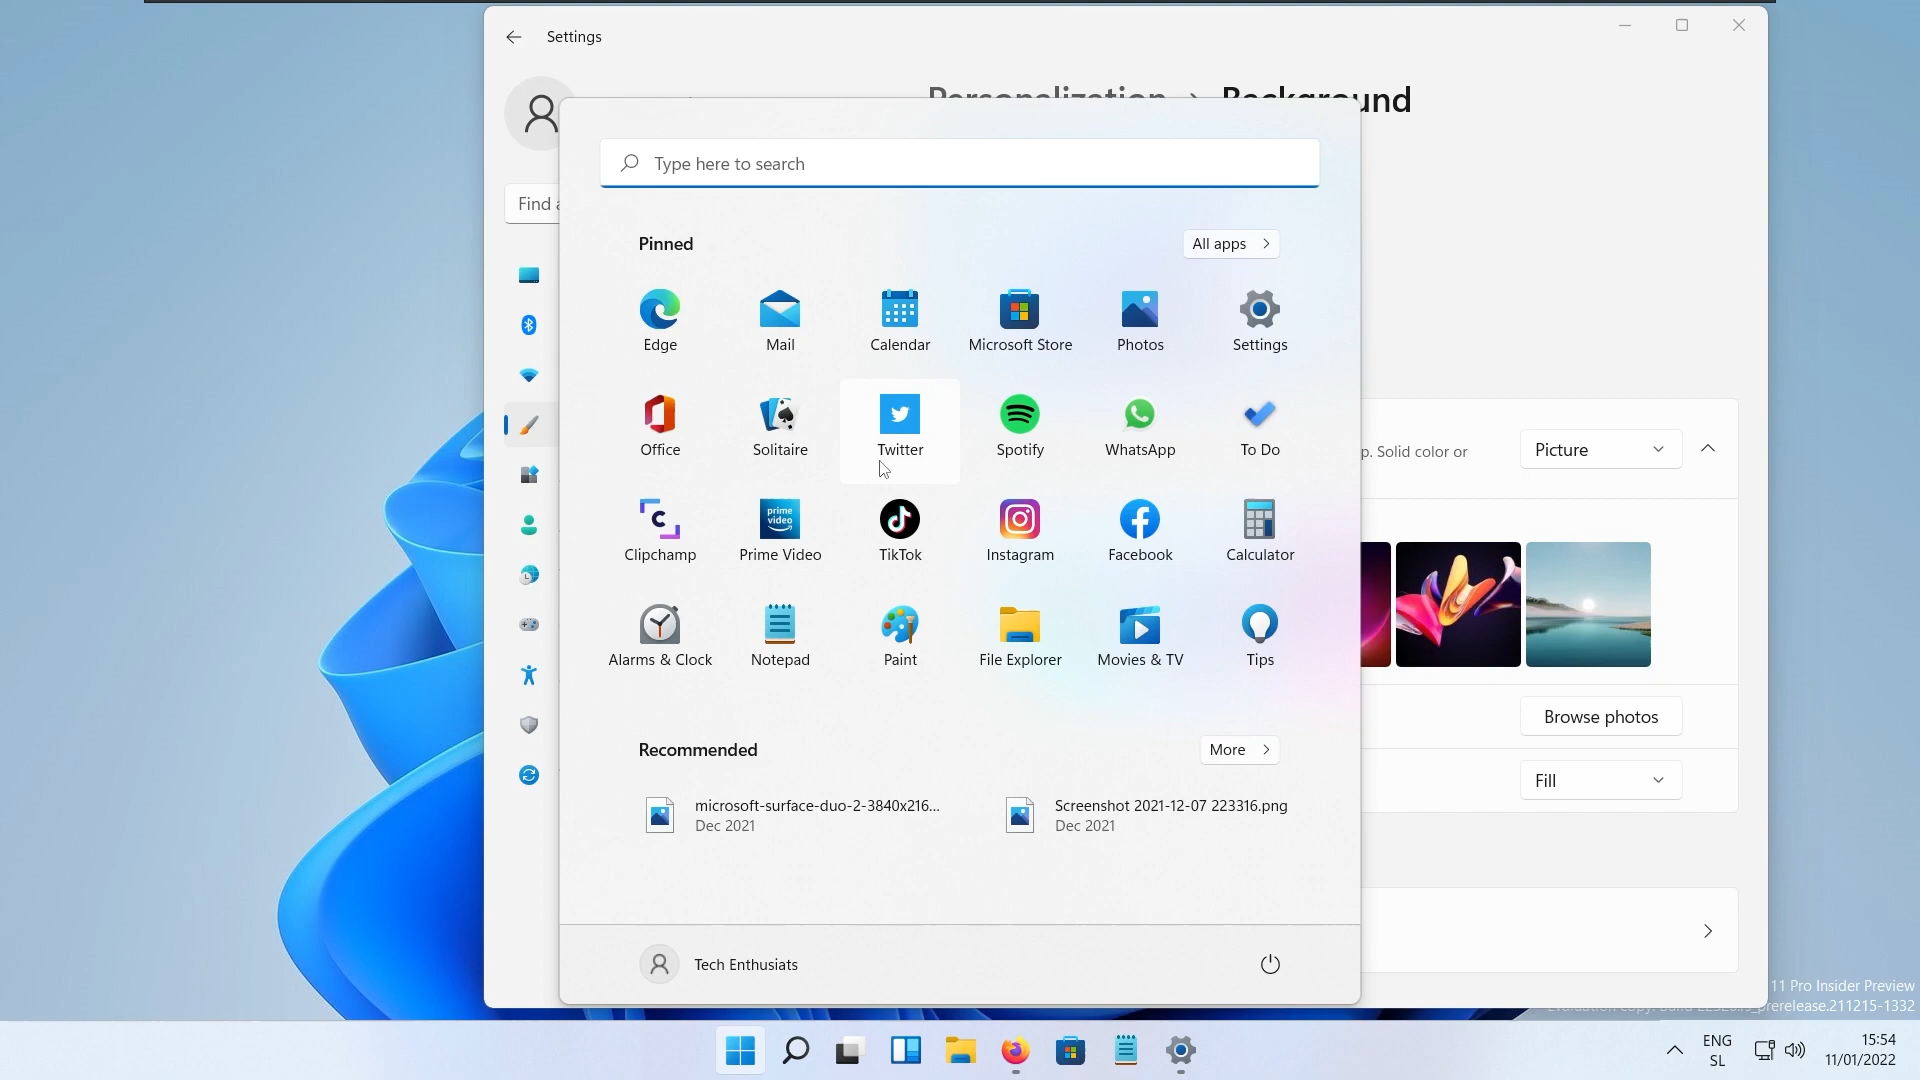 Settings
Personalization > Background
Find a
Type here to search
Pinned
All apps
Edge
Mail
Calendar
Microsoft Store
Photos
Settings
Office
Solitaire
Twitter
Spotify
WhatsApp
To Do
p. Solid color or
Picture
Clipchamp
prime video
Prime Video
TikTok
Instagram
Facebook
Calculator
Alarms & Clock
Notepad
Paint
File Explorer
Movies & TV
Tips
Browse photos
Recommended
More
Fill
microsoft-surface-duo-2-3840x216...
Dec 2021
Screenshot 2021-12-07 223316.png
Dec 2021
Tech Enthusiats
11 Pro Insider Preview
prerelease.211215-1332
ENG
SL
15:54
11/01/2022